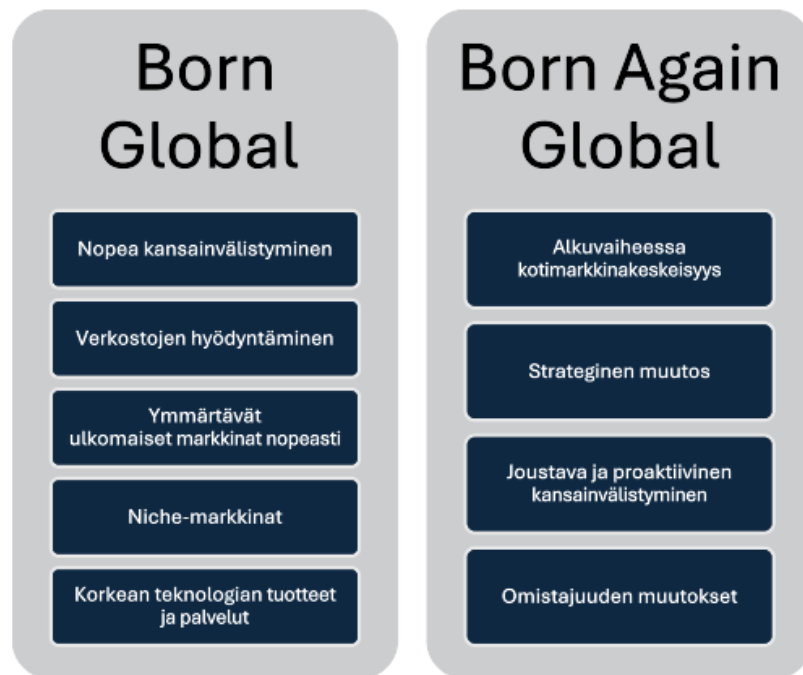 Born
Global
Nopea kansainvälistyminen
Verkostojen hyödyntäminen
Ymmärtävät
ulkomaiset markkinat nopeasti
Niche-markkinat
Korkean teknologian tuotteet
ja palvelut
Born Again
Global
Alkuvaiheessa
kotimarkkinakeskeisyys
Strateginen muutos
Joustava ja proaktiivinen
kansainvälistyminen
Omistajuuden muutokset